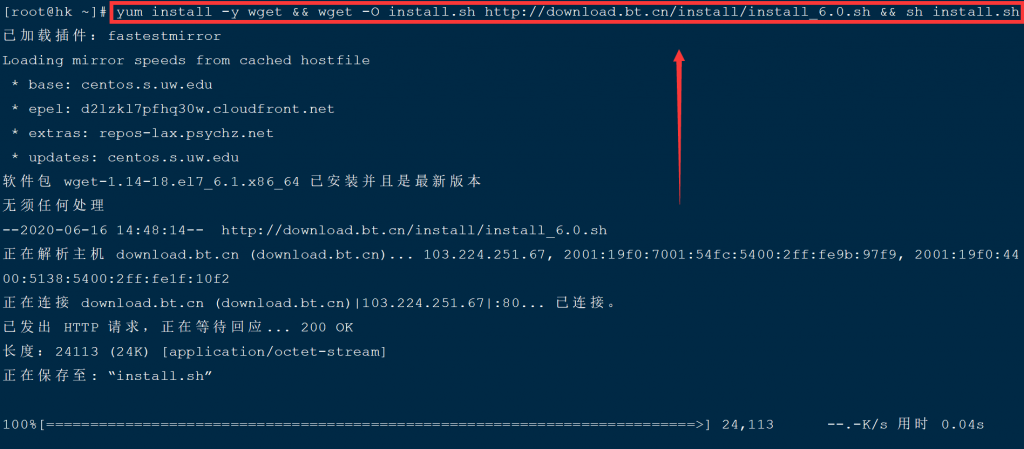 [root@hk ~]# yum install -y wget && wget -O install.sh http://download.bt.cn/install/install_6.0.sh && sh install.sh
已加载插件：fastestmirror
Loading mirror speeds from cached hostfile
 * base: centos.s.uw.edu
 * epel: d2lzkl7pfhq30w.cloudfront.net
 * extras: repos-lax.psychz.net
 * updates: centos.s.uw.edu
软件包 wget-1.14-18.el7_6.1.x86_64 已安装并且是最新版本
无须任何处理
--2020-06-16 14:48:14--  http://download.bt.cn/install/install_6.0.sh
正在解析主机 download.bt.cn (download.bt.cn)... 103.224.251.67, 2001:19f0:7001:54fc:5400:2ff:fe9b:97f9, 2001:19f0:44
00:5138:5400:2ff:fe1f:10f2
正在连接 download.bt.cn (download.bt.cn)|103.224.251.67|:80... 已连接。
已发出 HTTP 请求，正在等待回应... 200 OK
长度：24113 (24K) [application/octet-stream]
正在保存至: “install.sh”
100%[==========================================================================>] 24,113      --.-K/s 用时 0.04s